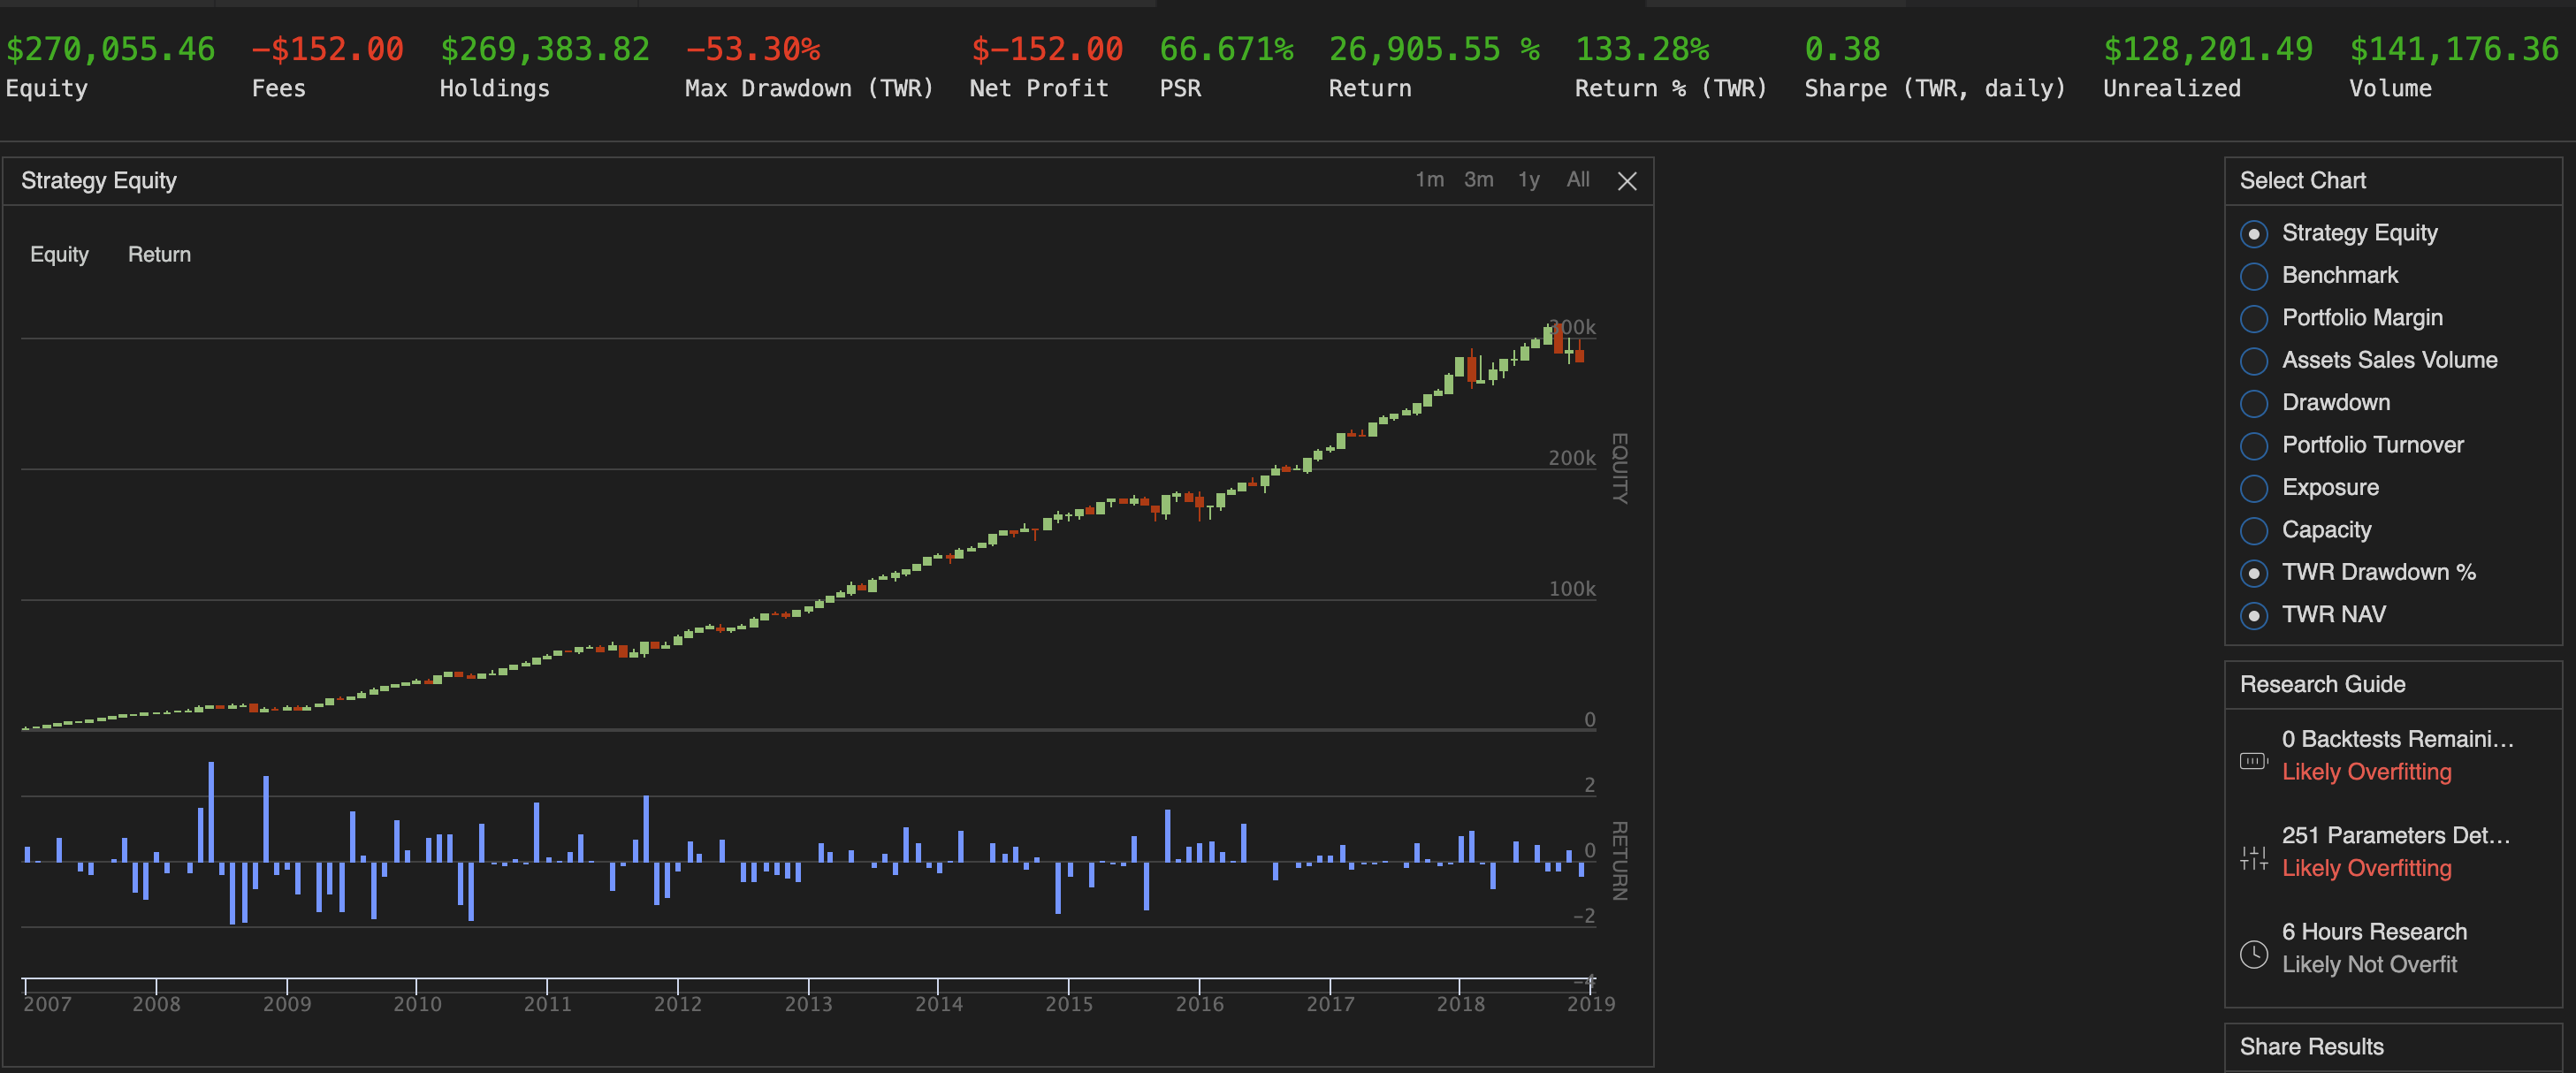 $270,055.46 −$152.00 $269,383.82 −53.30% $−152.00 66.671% 26,905.55 % 133.28% 0.38 $128,201.49 $141,176.36
Equity Fees Holdings Max Drawdown (TWR) Net Profit PSR Return Return % (TWR) Sharpe (TWR, daily) Unrealized Volume
Strategy Equity 1m 3m 1y All
Equity Return
300k
200k
100k
0
EQUITY
2
0
−2
−4
RETURN
2007 2008 2009 2010 2011 2012 2013 2014 2015 2016 2017 2018 2019
Select Chart
Strategy Equity
Benchmark
Portfolio Margin
Assets Sales Volume
Drawdown
Portfolio Turnover
Exposure
Capacity
TWR Drawdown %
TWR NAV
Research Guide
0 Backtests Remaini...
Likely Overfitting
251 Parameters Det...
Likely Overfitting
6 Hours Research
Likely Not Overfit
Share Results